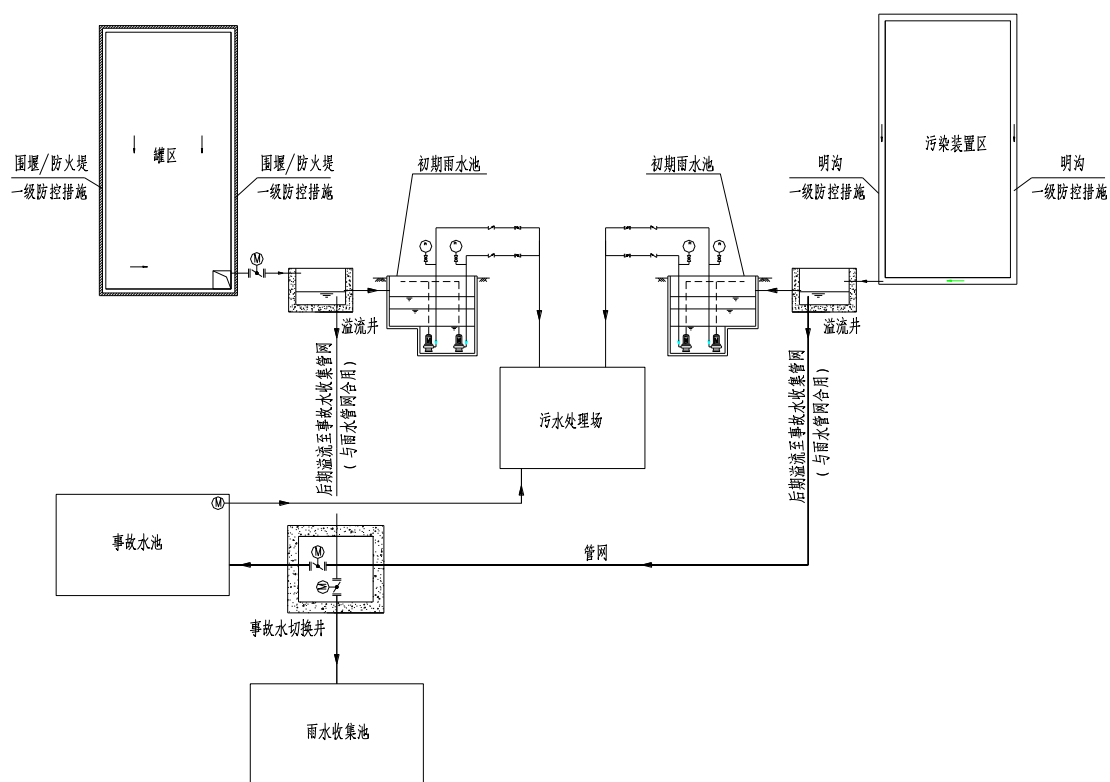 罐区
围堰/防火堤
一级防控措施
围堰/防火堤
一级防控措施
初期雨水池
初期雨水池
污染装置区
明沟
一级防控措施
明沟
一级防控措施
M
溢流井
溢流井
后期溢流至事故水收集管网
(与雨水管网合用)
后期溢流至事故水收集管网
(与雨水管网合用)
污水处理场
M
事故水池
M
M
管网
事故水切换井
雨水收集池